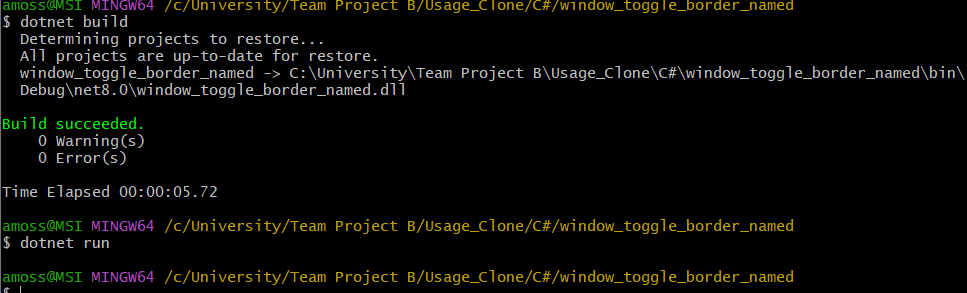 amoss@MSI MINGW64 /c/University/Team Project B/Usage_Clone/C#/window_toggle_border_named
$ dotnet build
  Determining projects to restore...
  All projects are up-to-date for restore.
  window_toggle_border_named -> C:\University\Team Project B\Usage_Clone\C#\window_toggle_border_named\bin\
  Debug\net8.0\window_toggle_border_named.dll
Build succeeded.
    0 Warning(s)
    0 Error(s)
Time Elapsed 00:00:05.72
amoss@MSI MINGW64 /c/University/Team Project B/Usage_Clone/C#/window_toggle_border_named
$ dotnet run
amoss@MSI MINGW64 /c/University/Team Project B/Usage_Clone/C#/window_toggle_border_named
$